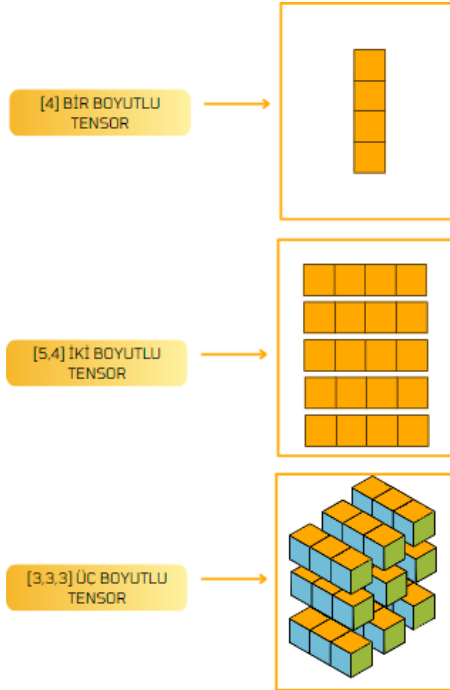 [4] BİR BOYUTLU
TENSOR
[5,4] İKİ BOYUTLU
TENSOR
[3,3,3] ÜÇ BOYUTLU
TENSOR